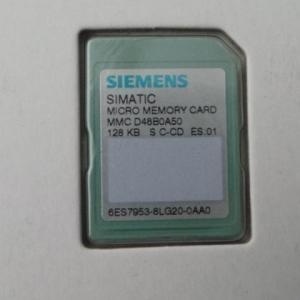 SIEMENS
SIMATIC
MICRO MEMORY CARD
MMC D48B0A50
128 KB S C-CD ES:01
6ES7953-8LG20-0AA0